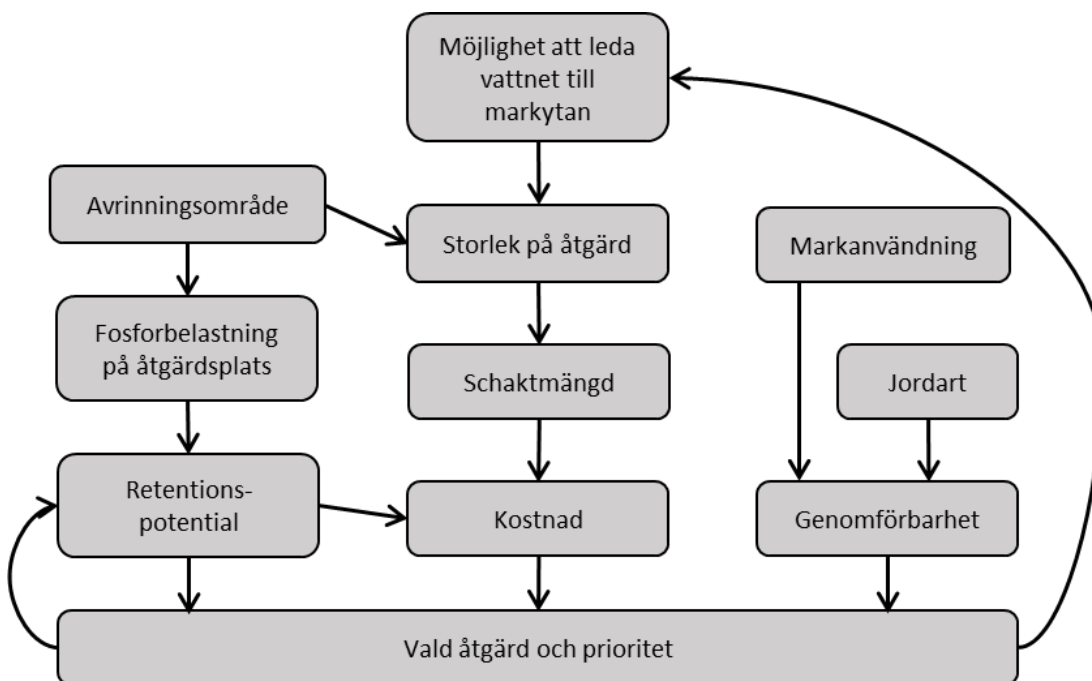 Möjlighet att leda
vattnet till
markytan
Avrinningsområde
Storlek på åtgärd
Markanvändning
Fosforbelastning
på åtgärdsplats
Schaktmängd
Jordart
Retentions-
potential
Kostnad
Genomförbarhet
Vald åtgärd och prioritet